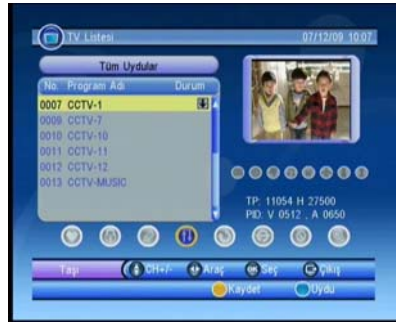 TV Listesi 07/12/09 10:07
Tüm Uydular
No. Program Adı Durum
0007 CCTV-1
0009 CCTV-7
0010 CCTV-10
0011 CCTV-11
0012 CCTV-12
0013 CCTV-MUSIC
TP: 11054 H 27500
PID: V 0512 , A 0650
Taşı CH+/- Araç OK Seç Çıkış
Kaydet Uydu